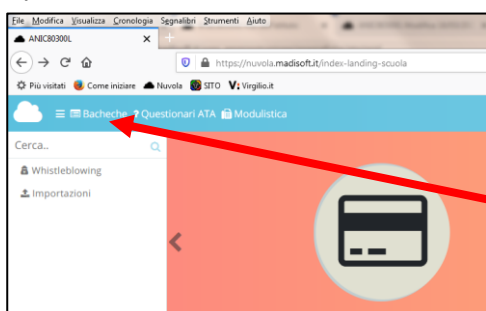 File Modifica Visualizza Cronologia Segnalibri Strumenti Aiuto
ANIC80300L
https://nuvola.madisoft.it/index-landing-scuola
Più visitati Come iniziare Nuvola SITO Virgilio.it
Bacheche ? Questionari ATA Modulistica
Cerca..
Whistleblowing
Importazioni